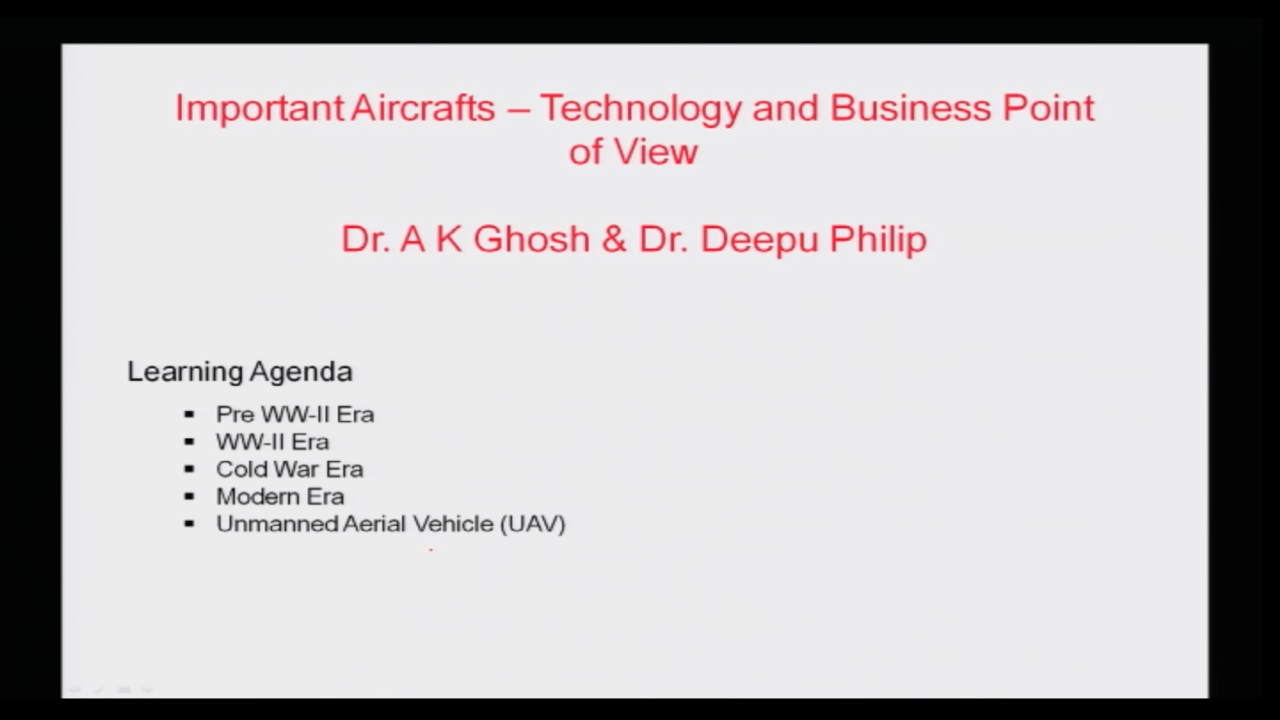 Important Aircrafts – Technology and Business Point
of View
Dr. A K Ghosh & Dr. Deepu Philip
Learning Agenda
▪ Pre WW-II Era
▪ WW-II Era
▪ Cold War Era
▪ Modern Era
▪ Unmanned Aerial Vehicle (UAV)